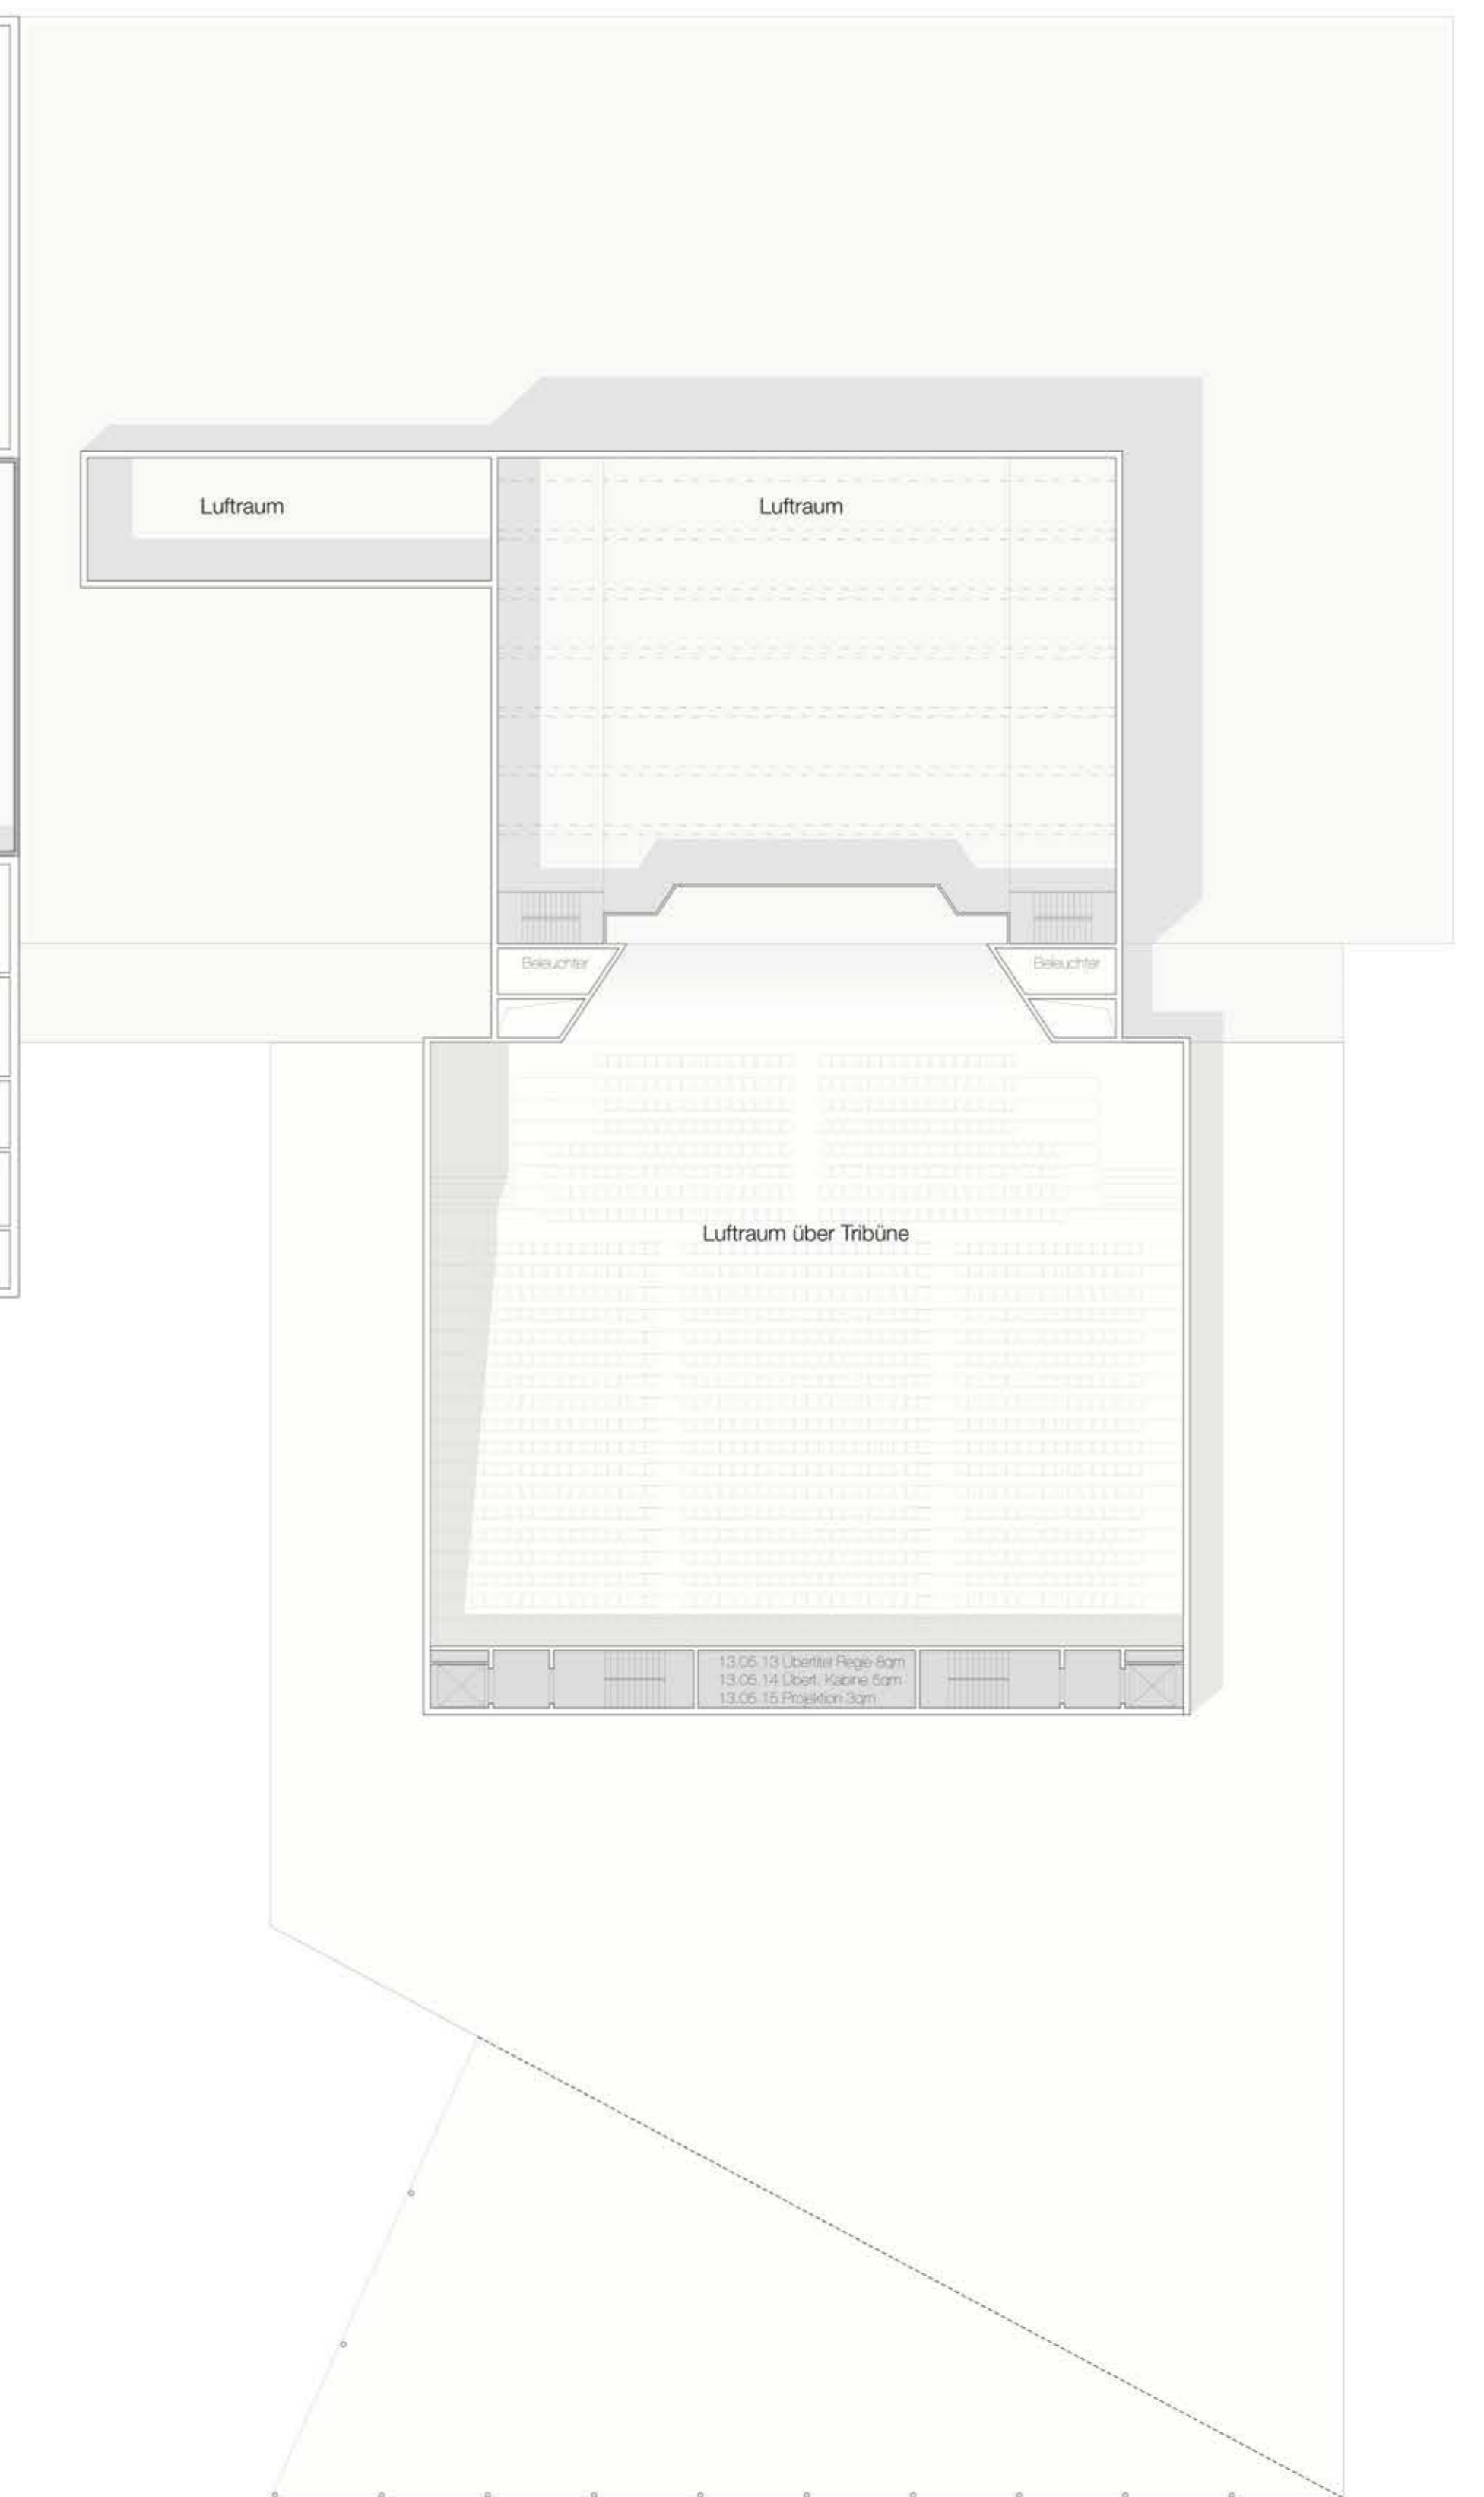 Luftraum
Luftraum
Beleuchter
Beleuchter
Luftraum über Tribüne
13.05.13 Übertitel Regie 8qm
13.05.14 Übert. Kabine 5qm
13.05.15 Projektion 3qm